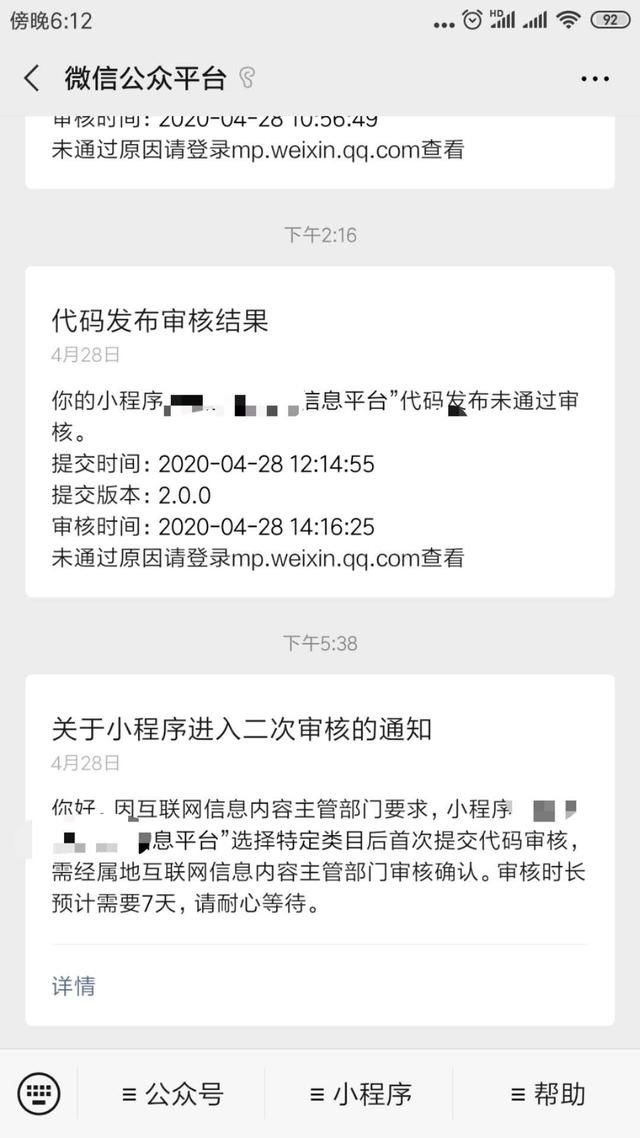 傍晚6:12
HD
92
微信公众平台
审核时间：2020-04-28 10:56:49
未通过原因请登录mp.weixin.qq.com查看
下午2:16
代码发布审核结果
4月28日
你的小程序信息平台”代码发布未通过审
核。
提交时间：2020-04-28 12:14:55
提交版本：2.0.0
审核时间：2020-04-28 14:16:25
未通过原因请登录mp.weixin.qq.com查看
下午5:38
关于小程序进入二次审核的通知
4月28日
你好，因互联网信息内容主管部门要求，小程序
息平台”选择特定类目后首次提交代码审核，
需经属地互联网信息内容主管部门审核确认。审核时长
预计需要7天，请耐心等待。
详情
公众号
小程序
帮助